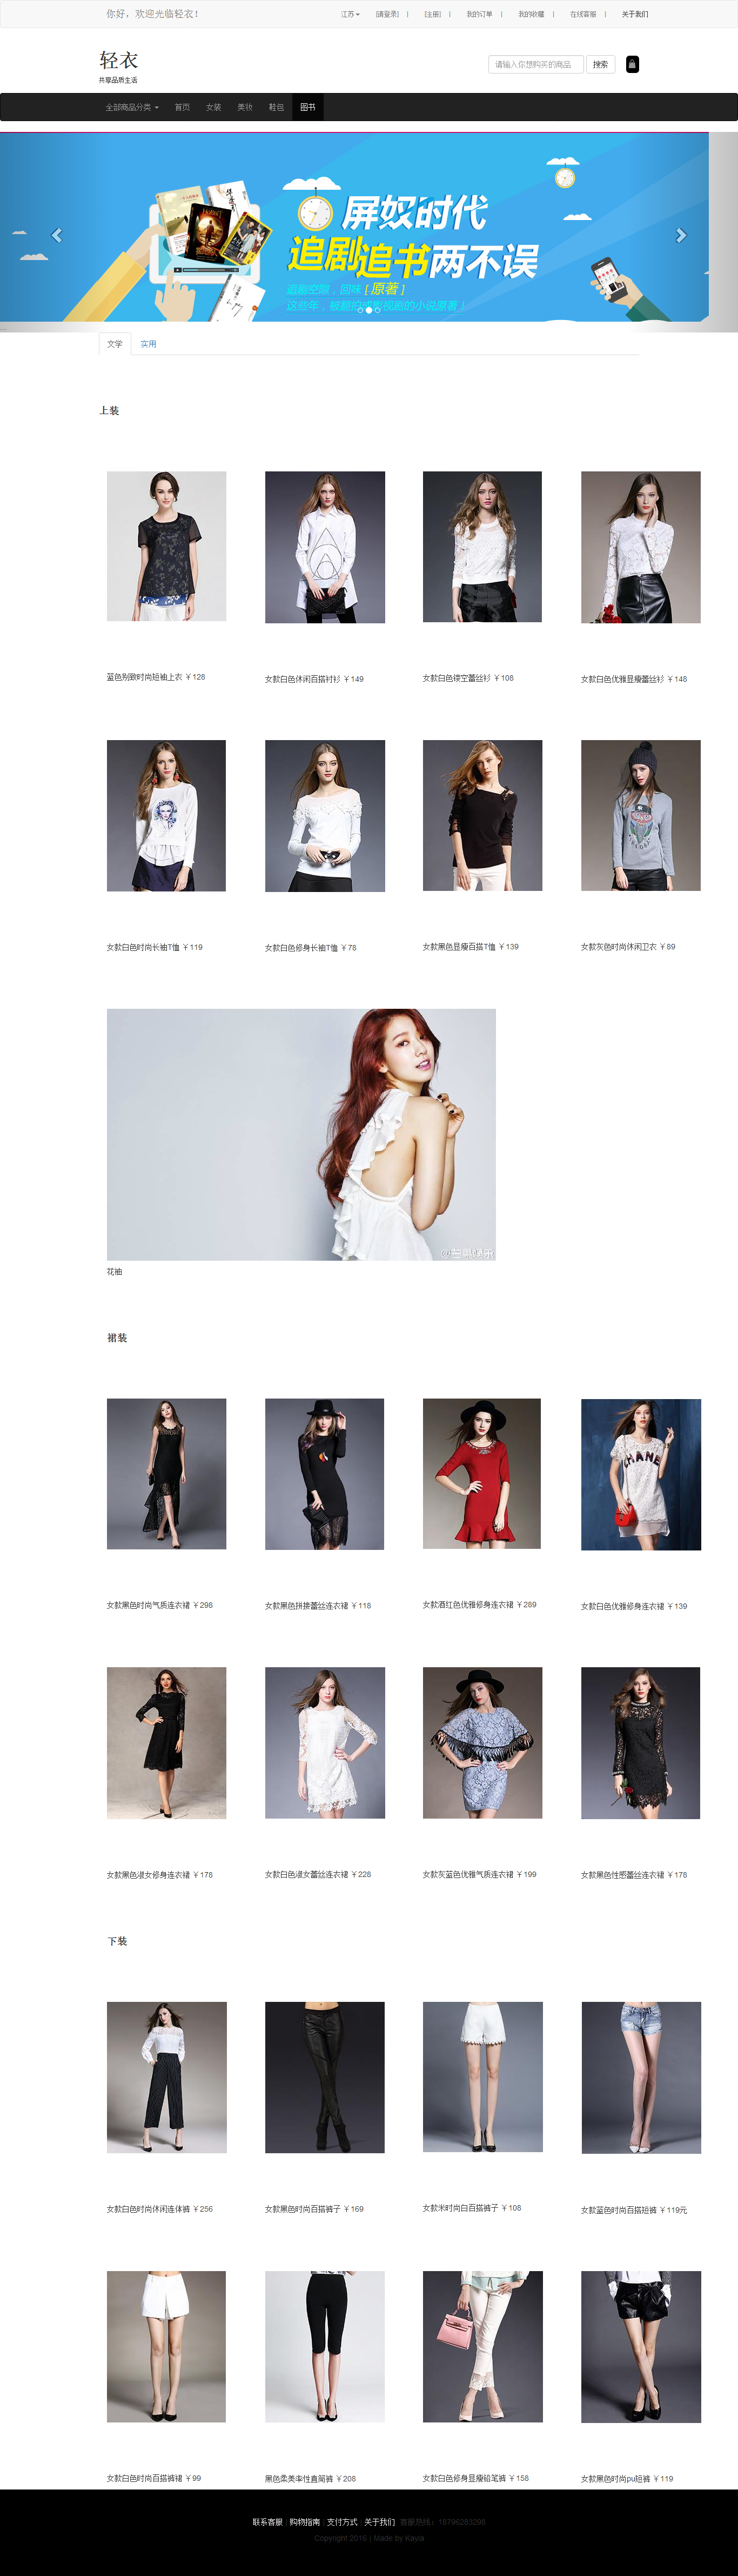 你好，欢迎光临轻衣！
江苏 [请登录] | [注册] | 我的订单 | 我的收藏 | 在线客服 | 关于我们
轻衣
共享品质生活
请输入你想购买的商品 搜索
全部商品分类 首页 女装 美妆 鞋包 图书
屏奴时代
追剧追书两不误
追剧空隙，回味[原著]
这些年，被翻拍成影视剧的小说原著！
...
文学 实用
上装
蓝色别致时尚短袖上衣 ￥128
女款白色休闲百搭衬衫 ￥149
女款白色镂空蕾丝衫 ￥108
女款白色优雅显瘦蕾丝衫 ￥148
女款白色时尚长袖T恤 ￥119
女款白色修身长袖T恤 ￥78
女款黑色显瘦百搭T恤 ￥139
女款灰色时尚休闲卫衣 ￥89
花袖
裙装
女款黑色时尚气质连衣裙 ￥298
女款黑色拼接蕾丝连衣裙 ￥118
女款酒红色优雅修身连衣裙 ￥289
CHANE
女款白色优雅修身连衣裙 ￥139
女款黑色淑女修身连衣裙 ￥178
女款白色淑女蕾丝连衣裙 ￥228
女款灰蓝色优雅气质连衣裙 ￥199
女款黑色性感蕾丝连衣裙 ￥178
下装
女款白色时尚休闲连体裤 ￥256
女款黑色时尚百搭裤子 ￥169
女款米时尚白百搭裤子 ￥108
女款蓝色时尚百搭短裤 ￥119元
女款白色时尚百搭裤裙 ￥99
黑色柔美率性直筒裤 ￥208
女款白色修身显瘦铅笔裤 ￥158
女款黑色时尚pu短裤 ￥119
联系客服 | 购物指南 | 支付方式 | 关于我们 客服热线：18796283298
Copyright 2016 | Made by Kayia